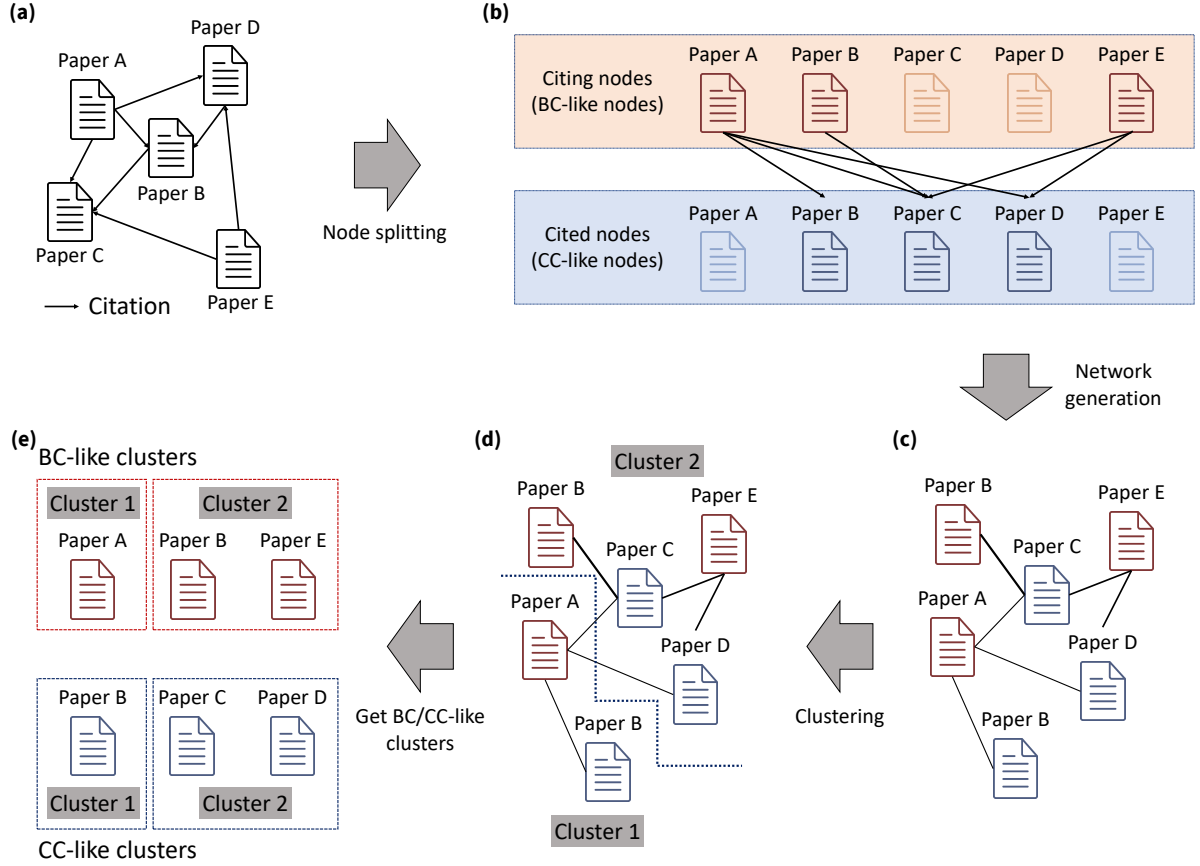 (a)
Paper D
Paper A
Paper B
Paper C
Paper E
Citation
Node splitting
(b)
Citing nodes
(BC-like nodes)
Paper A
Paper B
Paper C
Paper D
Paper E
Cited nodes
(CC-like nodes)
Paper A
Paper B
Paper C
Paper D
Paper E
Network
generation
(c)
Paper B
Paper E
Paper C
Paper A
Paper D
Paper B
Clustering
(d)
Cluster 2
Paper B
Paper E
Paper C
Paper A
Paper D
Paper B
Cluster 1
Get BC/CC-like
clusters
(e)
BC-like clusters
Cluster 1
Cluster 2
Paper A
Paper B
Paper E
Paper B
Paper C
Paper D
Cluster 1
Cluster 2
CC-like clusters